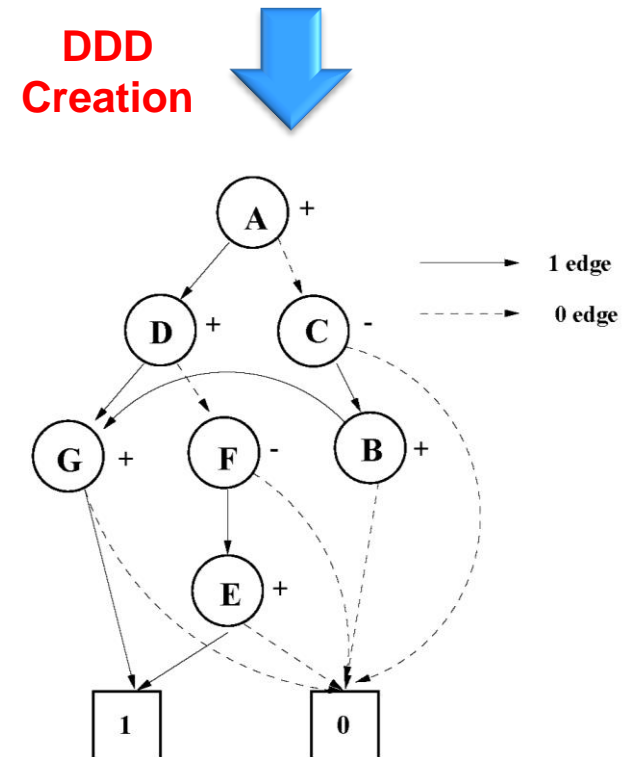 DDD
Creation
A +
1 edge
D + C -
0 edge
G + F - B +
E +
1 0